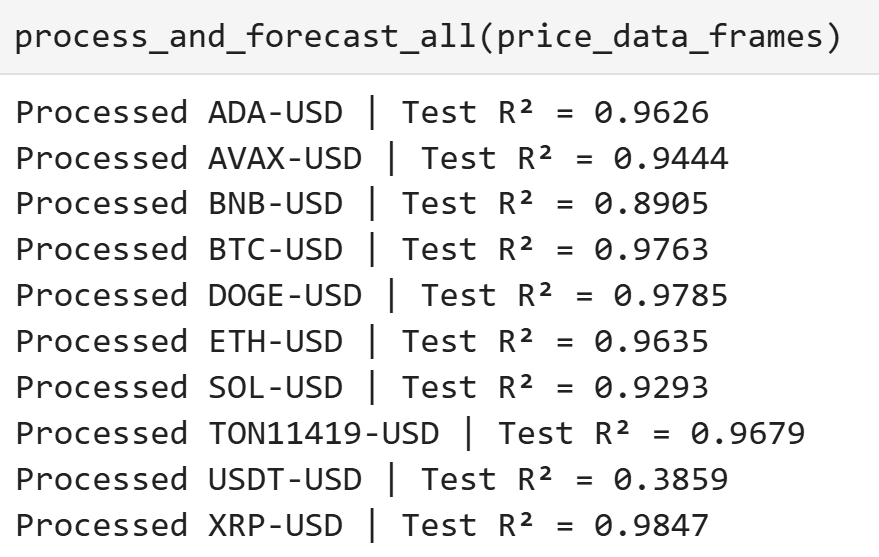 process_and_forecast_all(price_data_frames)
Processed ADA-USD | Test R² = 0.9626
Processed AVAX-USD | Test R² = 0.9444
Processed BNB-USD | Test R² = 0.8905
Processed BTC-USD | Test R² = 0.9763
Processed DOGE-USD | Test R² = 0.9785
Processed ETH-USD | Test R² = 0.9635
Processed SOL-USD | Test R² = 0.9293
Processed TON11419-USD | Test R² = 0.9679
Processed USDT-USD | Test R² = 0.3859
Processed XRP-USD | Test R² = 0.9847